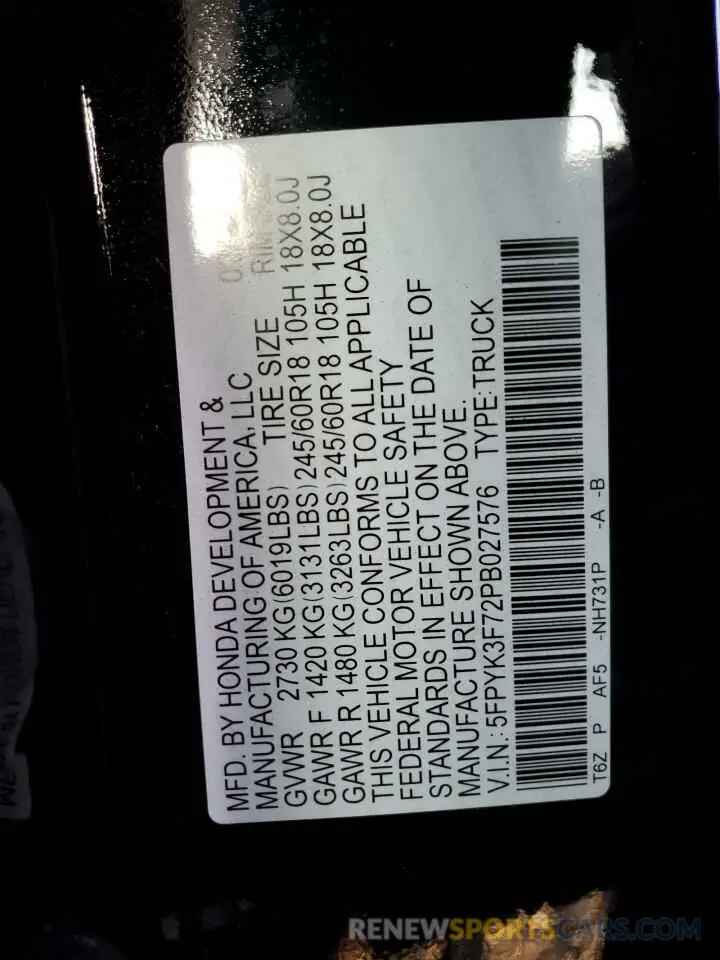 MFD. BY HONDA DEVELOPMENT &
MANUFACTURING OF AMERICA, LLC
GVWR 2730 KG (6019LBS) TIRE SIZE RIM
GAWR F 1420 KG (3131LBS) 245/60R18 105H 18X8.0J
GAWR R 1480 KG (3263LBS) 245/60R18 105H 18X8.0J
THIS VEHICLE CONFORMS TO ALL APPLICABLE
FEDERAL MOTOR VEHICLE SAFETY
STANDARDS IN EFFECT ON THE DATE OF
MANUFACTURE SHOWN ABOVE.
V.I.N.: 5FPYK3F72PB027576 TYPE: TRUCK
T6Z P AF5 -NH731P -A -B
RENEWSPORTSCARS.COM